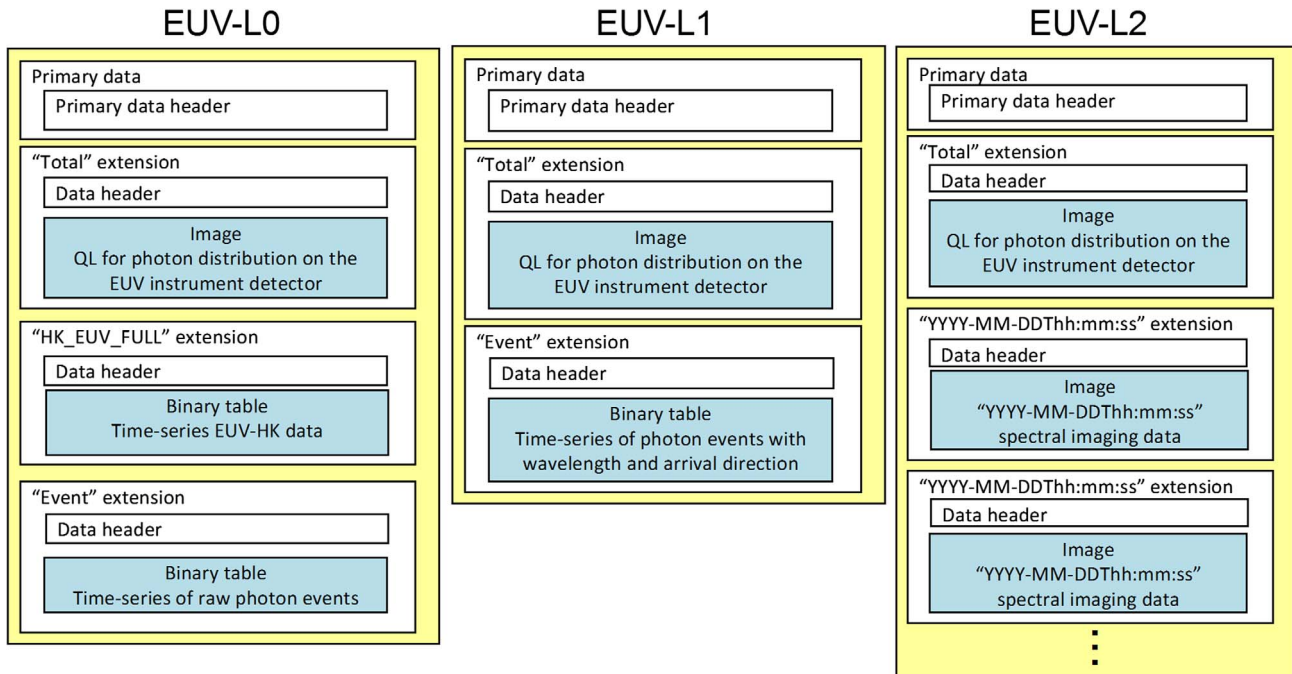 EUV-L0
Primary data
Primary data header
“Total” extension
Data header
Image
QL for photon distribution on the
EUV instrument detector
“HK_EUV_FULL” extension
Data header
Binary table
Time-series EUV-HK data
“Event” extension
Data header
Binary table
Time-series of raw photon events
EUV-L1
Primary data
Primary data header
“Total” extension
Data header
Image
QL for photon distribution on the
EUV instrument detector
“Event” extension
Data header
Binary table
Time-series of photon events with
wavelength and arrival direction
EUV-L2
Primary data
Primary data header
“Total” extension
Data header
Image
QL for photon distribution on the
EUV instrument detector
“YYYY-MM-DDThh:mm:ss” extension
Data header
Image
“YYYY-MM-DDThh:mm:ss”
spectral imaging data
“YYYY-MM-DDThh:mm:ss” extension
Data header
Image
“YYYY-MM-DDThh:mm:ss”
spectral imaging data